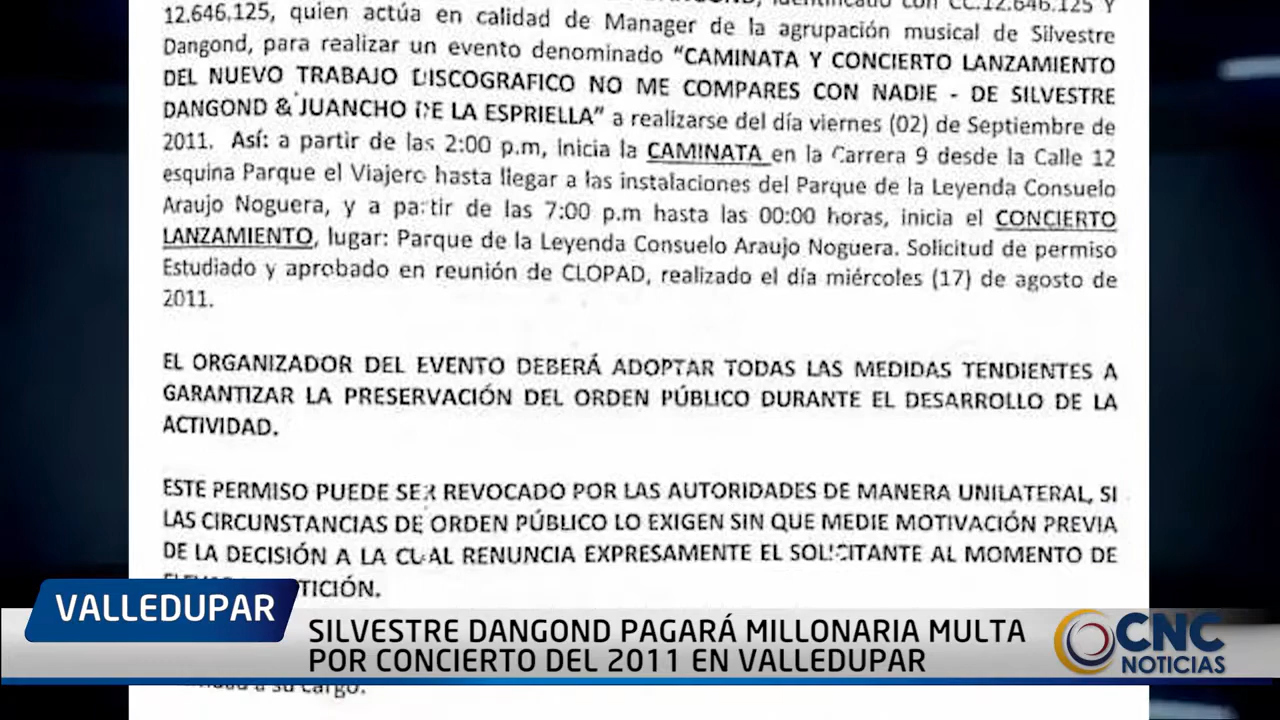 12.646.125, quien actúa en calidad de Manager de la agrupación musical de Silvestre
Dangond, para realizar un evento denominado "CAMINATA Y CONCIERTO LANZAMIENTO
DEL NUEVO TRABAJO DISCOGRAFICO NO ME COMPARES CON NADIE - DE SILVESTRE
DANGOND & JUANCHO DE LA ESPRIELLA" a realizarse del día viernes (02) de Septiembre de
2011. Así: a partir de las 2:00 p.m, inicia la CAMINATA en la Carrera 9 desde la Calle 12
esquina Parque el Viajero hasta llegar a las instalaciones del Parque de la Leyenda Consuelo
Araujo Noguera, y a partir de las 7:00 p.m hasta las 00:00 horas, inicia el CONCIERTO
LANZAMIENTO, lugar: Parque de la Leyenda Consuelo Araujo Noguera. Solicitud de permiso
Estudiado y aprobado en reunión de CLOPAD, realizado el día miércoles (17) de agosto de
2011.
EL ORGANIZADOR DEL EVENTO DEBERÁ ADOPTAR TODAS LAS MEDIDAS TENDIENTES A
GARANTIZAR LA PRESERVACIÓN DEL ORDEN PÚBLICO DURANTE EL DESARROLLO DE LA
ACTIVIDAD.
ESTE PERMISO PUEDE SER REVOCADO POR LAS AUTORIDADES DE MANERA UNILATERAL, SI
LAS CIRCUNSTANCIAS DE ORDEN PÚBLICO LO EXIGEN SIN QUE MEDIE MOTIVACIÓN PREVIA
DE LA DECISIÓN A LA CUAL RENUNCIA EXPRESAMENTE EL SOLICITANTE AL MOMENTO DE
VALLEDUPAR
SILVESTRE DANGOND PAGARÁ MILLONARIA MULTA
POR CONCIERTO DEL 2011 EN VALLEDUPAR
CNC
NOTICIAS
a su cargo.